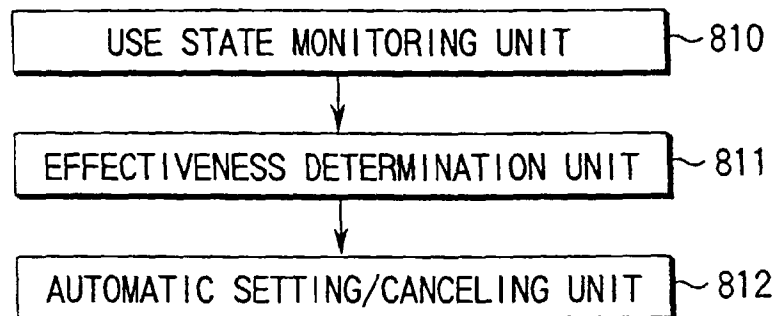 USE STATE MONITORING UNIT 810
EFFECTIVENESS DETERMINATION UNIT 811
AUTOMATIC SETTING/CANCELING UNIT 812